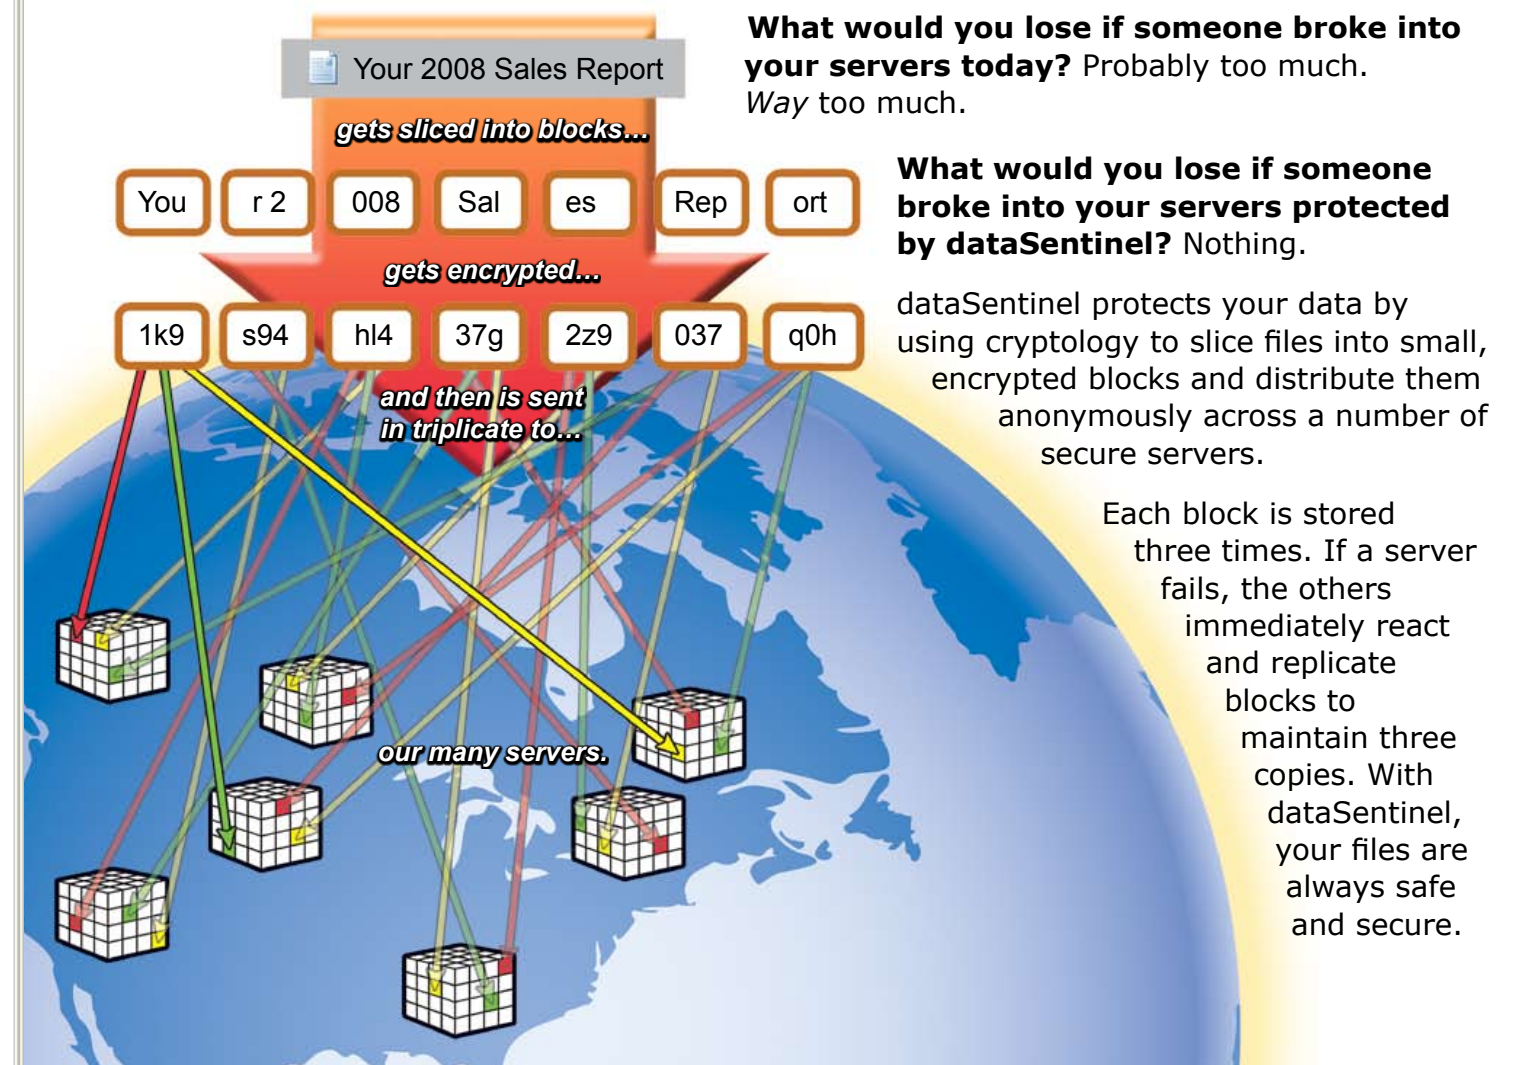 Your 2008 Sales Report
gets sliced into blocks...
You r 2 008 Sal es Rep ort
gets encrypted...
1k9 s94 hl4 37g 2z9 037 q0h
and then is sent
in triplicate to...
our many servers.
What would you lose if someone broke into
your servers today? Probably too much.
Way too much.
What would you lose if someone
broke into your servers protected
by dataSentinel? Nothing.
dataSentinel protects your data by
using cryptology to slice files into small,
encrypted blocks and distribute them
anonymously across a number of
secure servers.
Each block is stored
three times. If a server
fails, the others
immediately react
and replicate
blocks to
maintain three
copies. With
dataSentinel,
your files are
always safe
and secure.